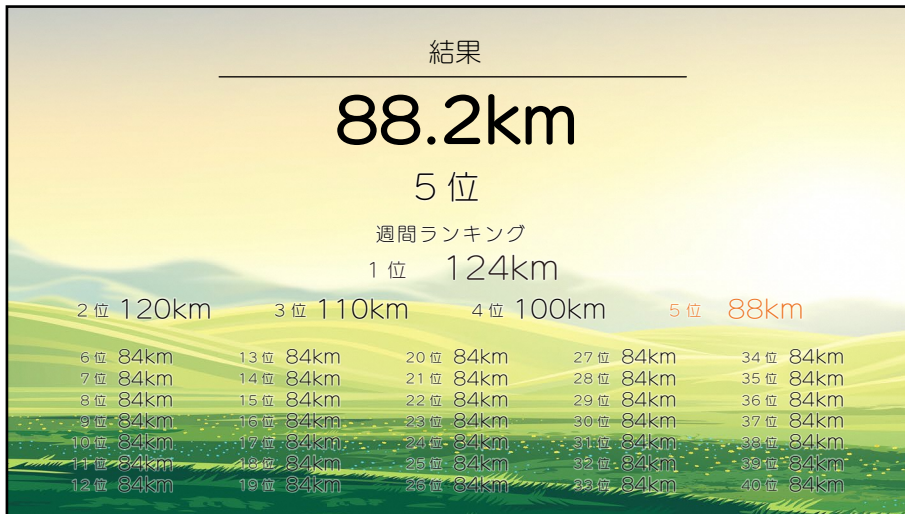 結果
88.2km
5位
週間ランキング
1位 124km
2位 120km 3位 110km 4位 100km 5位 88km
6位 84km 13位 84km 20位 84km 27位 84km 34位 84km
7位 84km 14位 84km 21位 84km 28位 84km 35位 84km
8位 84km 15位 84km 22位 84km 29位 84km 36位 84km
9位 84km 16位 84km 23位 84km 30位 84km 37位 84km
10位 84km 17位 84km 24位 84km 31位 84km 38位 84km
11位 84km 18位 84km 25位 84km 32位 84km 39位 84km
12位 84km 19位 84km 26位 84km 33位 84km 40位 84km